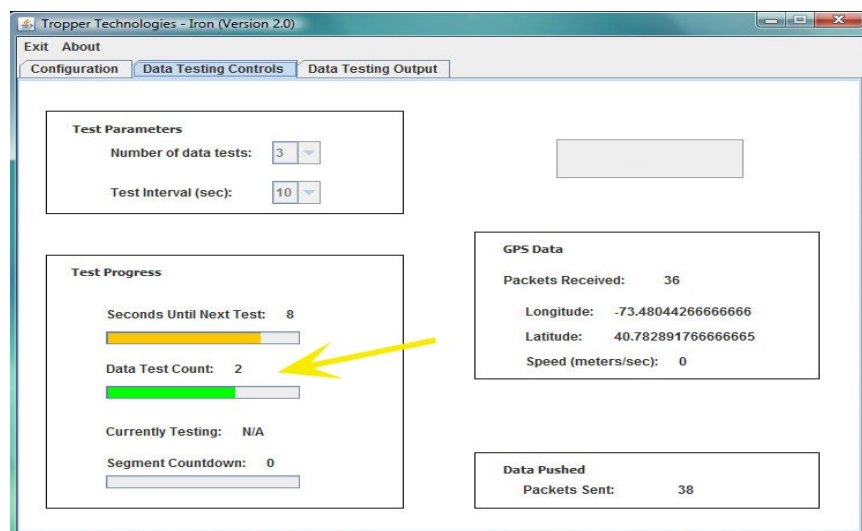 Tropper Technologies - Iron (Version 2.0)
Exit About
Configuration Data Testing Controls Data Testing Output
Test Parameters
Number of data tests: 3
Test Interval (sec): 10
Test Progress
Seconds Until Next Test: 8
Data Test Count: 2
Currently Testing: N/A
Segment Countdown: 0
GPS Data
Packets Received: 36
Longitude: -73.48044266666666
Latitude: 40.782891766666665
Speed (meters/sec): 0
Data Pushed
Packets Sent: 38